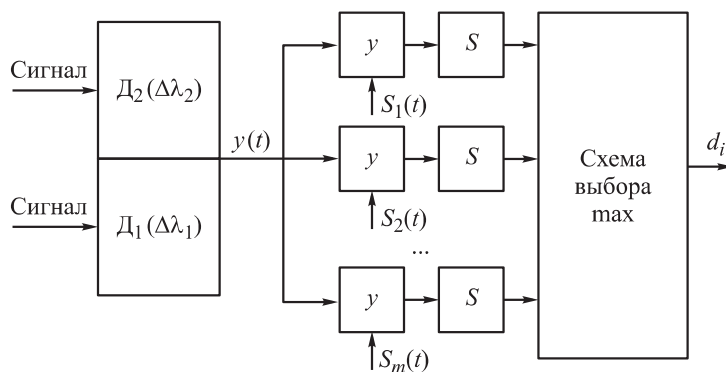 Сигнал
Д₂(Δλ₂)
Сигнал
Д₁(Δλ₁)
y(t)
y
S
S₁(t)
y
S
S₂(t)
...
y
S
Sₘ(t)
Схема
выбора
max
dᵢ